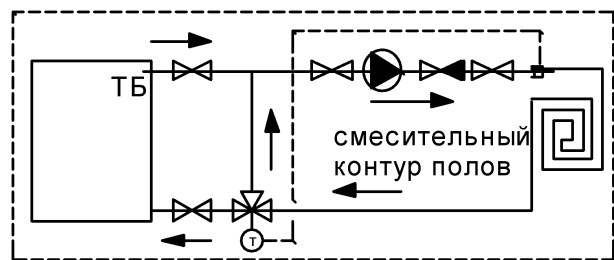 ТБ
смесительный
контур полов
т